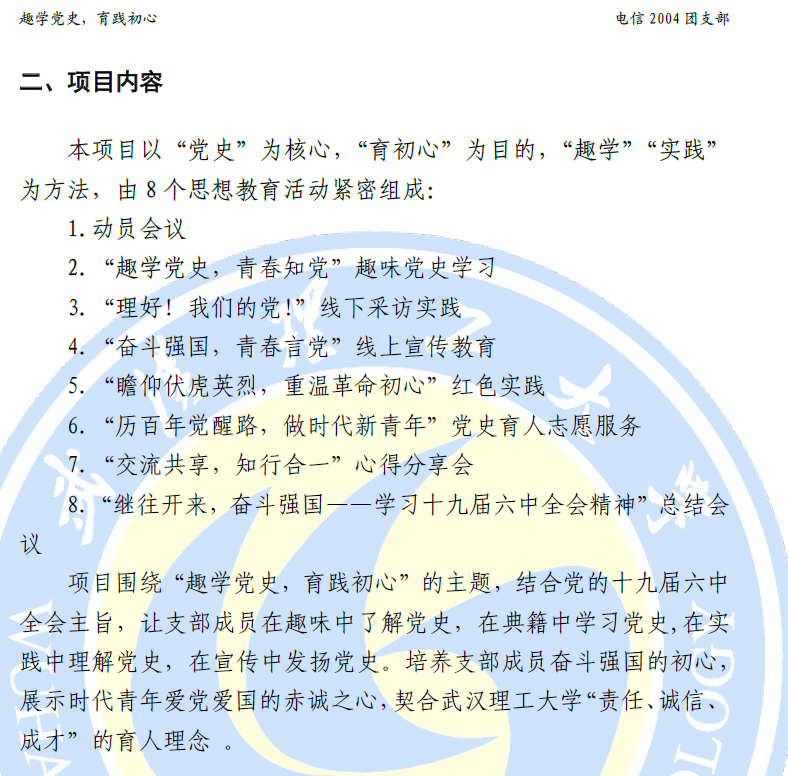 趣学党史，育践初心 电信 2004 团支部
二、项目内容
本项目以“党史”为核心，“育初心”为目的，“趣学”“实践”
为方法，由 8 个思想教育活动紧密组成：
1. 动员会议
2. “趣学党史，青春知党”趣味党史学习
3. “理好！我们的党！”线下采访实践
4. “奋斗强国，青春言党”线上宣传教育
5. “瞻仰伏虎英烈，重温革命初心”红色实践
6. “历百年觉醒路，做时代新青年”党史育人志愿服务
7. “交流共享，知行合一”心得分享会
8. “继往开来，奋斗强国——学习十九届六中全会精神”总结会
议
项目围绕“趣学党史，育践初心”的主题，结合党的十九届六中
全会主旨，让支部成员在趣味中了解党史，在典籍中学习党史,在实
践中理解党史，在宣传中发扬党史。培养支部成员奋斗强国的初心，
展示时代青年爱党爱国的赤诚之心，契合武汉理工大学“责任、诚信、
成才”的育人理念 。
武汉理工大学
WUHA
OLOGY